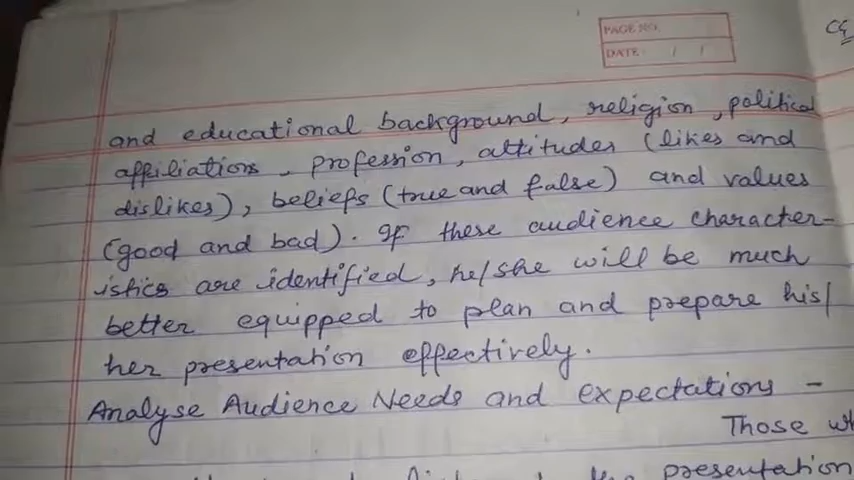 PAGE NO.
DATE: / /
and educational background, religion, political
affiliations, profession, attitudes (likes and
dislikes), beliefs (true and false) and values
(good and bad). If these audience character-
istics are identified, he/she will be much
better equipped to plan and prepare his/
her presentation effectively.
Analyse Audience Needs and expectations -
Those
the presentation